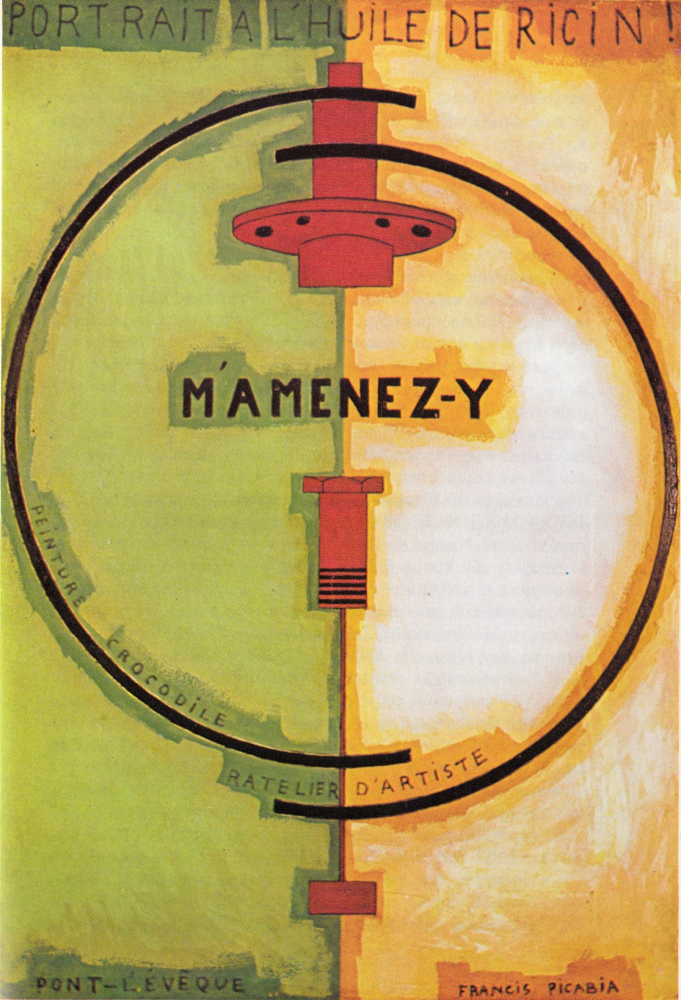 PORTRAiT A L'HUiLE DE RiCiN !
M'AMENEZ-Y
PEiNTURE CROCODiLE
RATELiER D'ARTiSTE
PONT-L'ÉVÊQUE
FRANCiS PiCABiA